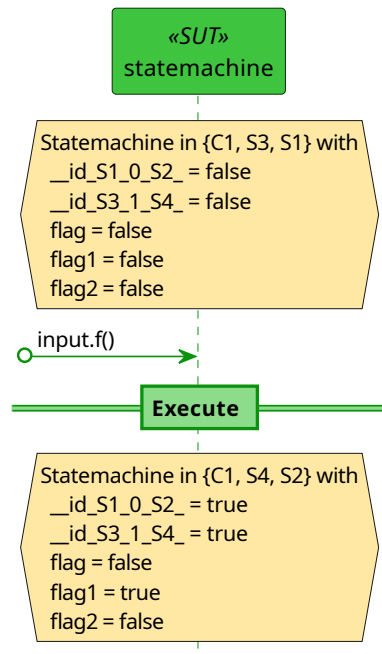 «SUT»
statemachine
Statemachine in {C1, S3, S1} with
__id_S1_0_S2_ = false
__id_S3_1_S4_ = false
flag = false
flag1 = false
flag2 = false
input.f()
Execute
Statemachine in {C1, S4, S2} with
__id_S1_0_S2_ = true
__id_S3_1_S4_ = true
flag = false
flag1 = true
flag2 = false